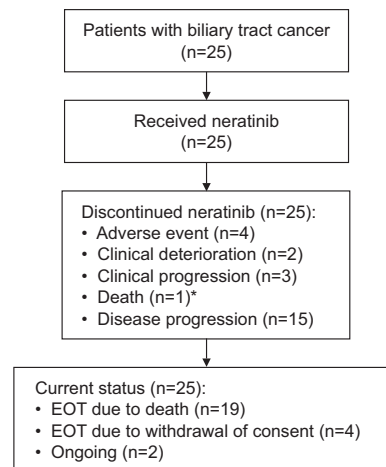 Patients with biliary tract cancer
(n=25)
Received neratinib
(n=25)
Discontinued neratinib (n=25):
• Adverse event (n=4)
• Clinical deterioration (n=2)
• Clinical progression (n=3)
• Death (n=1)*
• Disease progression (n=15)
Current status (n=25):
• EOT due to death (n=19)
• EOT due to withdrawal of consent (n=4)
• Ongoing (n=2)